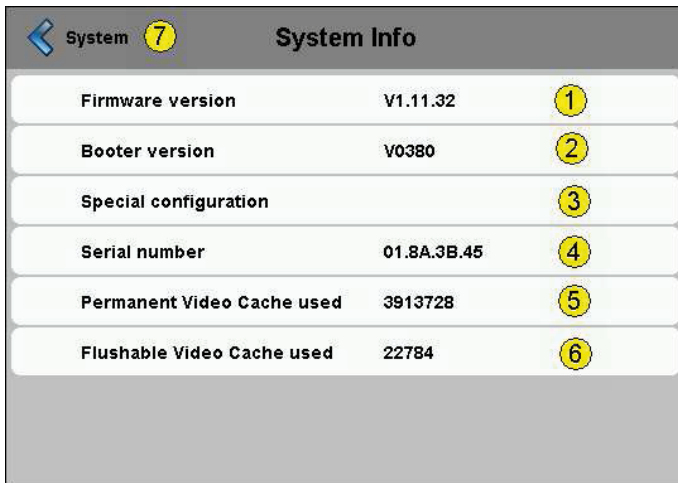 System 7 System Info
Firmware version V1.11.32 1
Booter version V0380 2
Special configuration 3
Serial number 01.8A.3B.45 4
Permanent Video Cache used 3913728 5
Flushable Video Cache used 22784 6